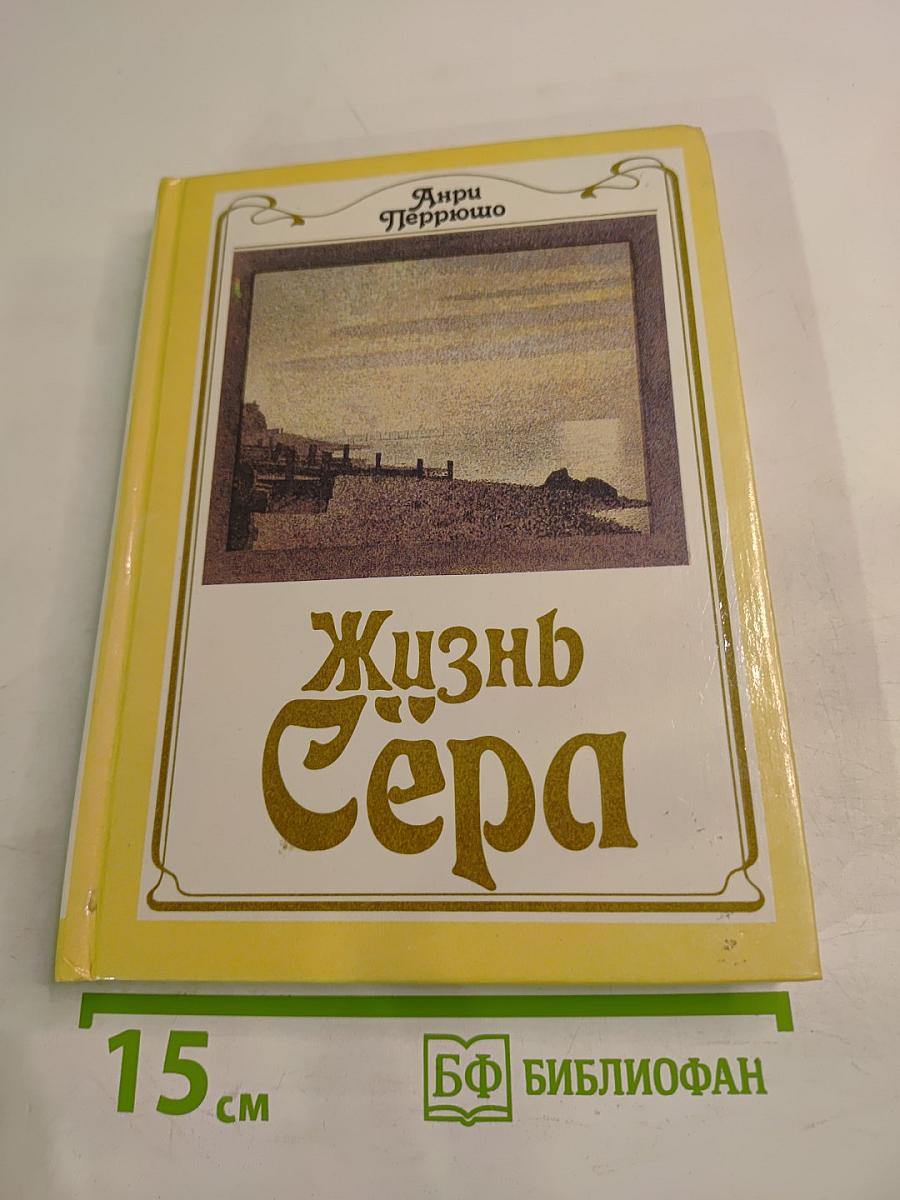 Анри
Перрюшо
Жизнь
Сёра
15 см
БФ БИБЛИОФАН